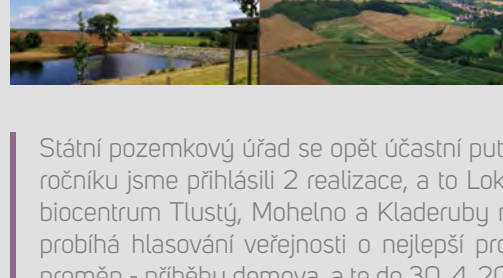 Státní pozemkový úřad se opět účastní put
ročníku jsme přihlásili 2 realizace, a to Lok
biocentrum Tlustý, Mohelno a Kladeruby n
probíhá hlasování veřejnosti o nejlepší pro
proměn - příběhy domova, a to do 30. 4. 20